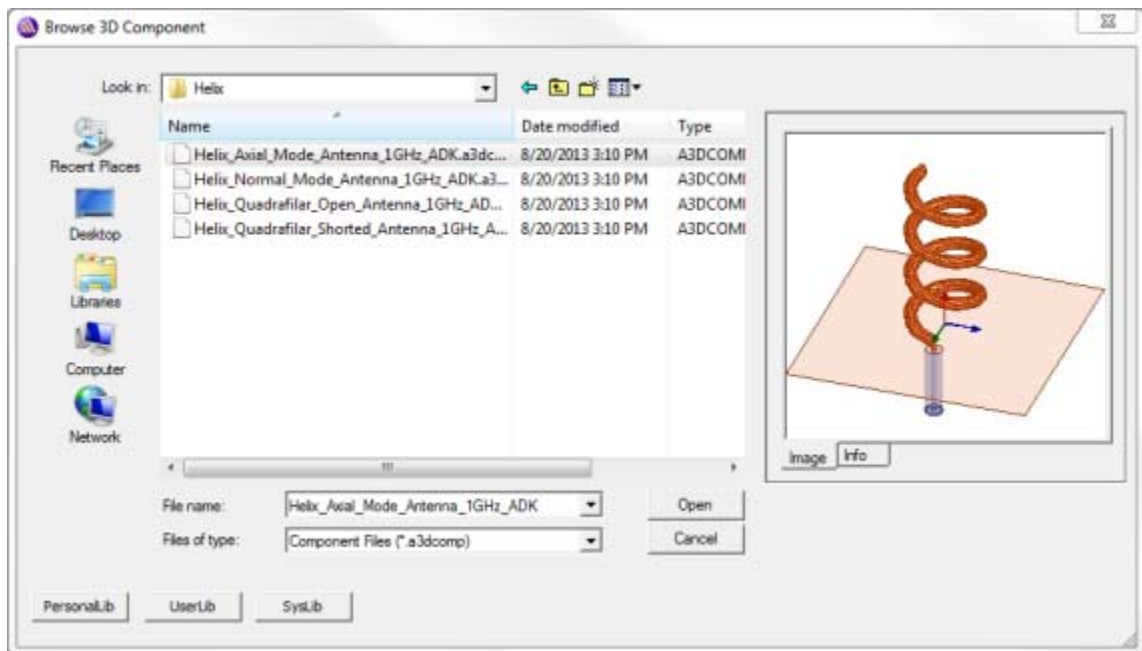 Browse 3D Component
Look in: Helix
Name Date modified Type
Helix_Axial_Mode_Antenna_1GHz_ADK.a3dc... 8/20/2013 3:10 PM A3DCOMI
Helix_Normal_Mode_Antenna_1GHz_ADK.a3... 8/20/2013 3:10 PM A3DCOMI
Helix_Quadrafilar_Open_Antenna_1GHz_AD... 8/20/2013 3:10 PM A3DCOMI
Helix_Quadrafilar_Shorted_Antenna_1GHz_A... 8/20/2013 3:10 PM A3DCOMI
Recent Places
Desktop
Libraries
Computer
Network
Image Info
File name: Helix_Axial_Mode_Antenna_1GHz_ADK Open
Files of type: Component Files (*.a3dcomp) Cancel
PersonalLib UserLib SysLib